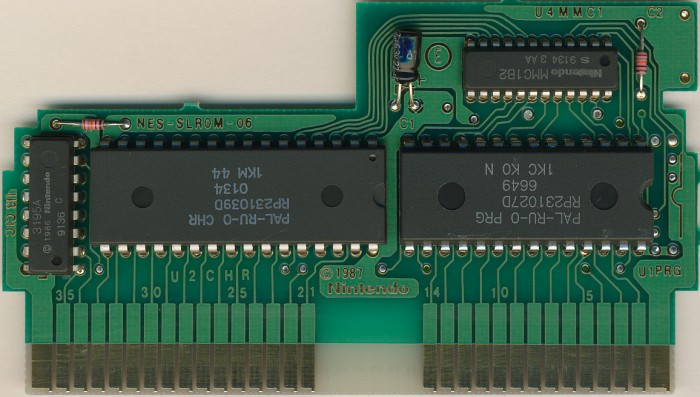 U4MMC1
C2
Nintendo
MMC1B2
S 9134 3 AA
C1
NES-SLROM-06
3195A
© 1986 Nintendo
9136 C
PAL-RU-0 CHR
RP231039D
0134
1KM 44
PAL-RU-0 PRG
RP231027D
6649
1KC K0 N
U2CHR
U1PRG
© 1987
Nintendo
35
30
25
21
14
10
5